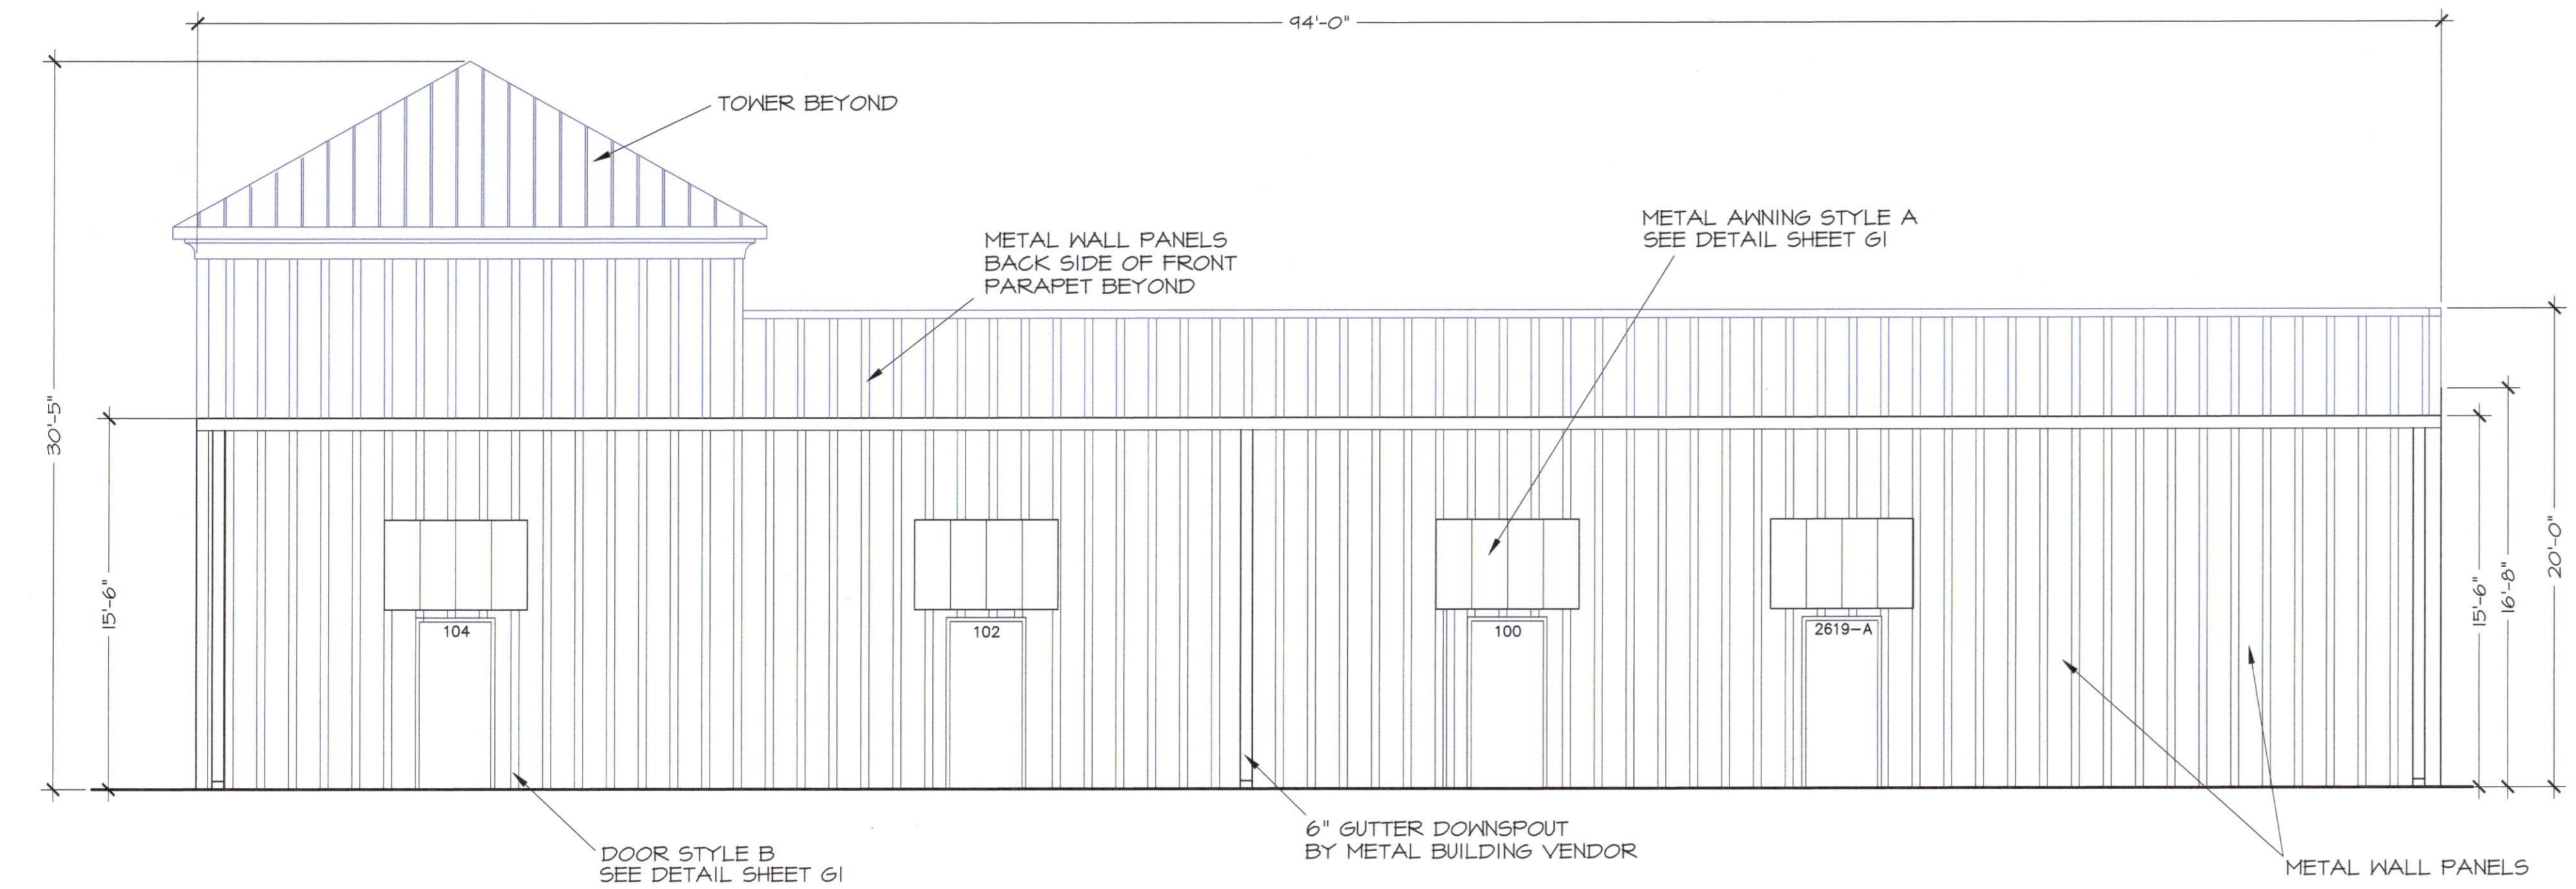 94'-0"
TOWER BEYOND
METAL WALL PANELS
BACK SIDE OF FRONT
PARAPET BEYOND
METAL AWNING STYLE A
SEE DETAIL SHEET G1
30'-5"
15'-6"
15'-6"
16'-8"
20'-0"
104
102
100
2619-A
DOOR STYLE B
SEE DETAIL SHEET G1
6" GUTTER DOWNSPOUT
BY METAL BUILDING VENDOR
METAL WALL PANELS